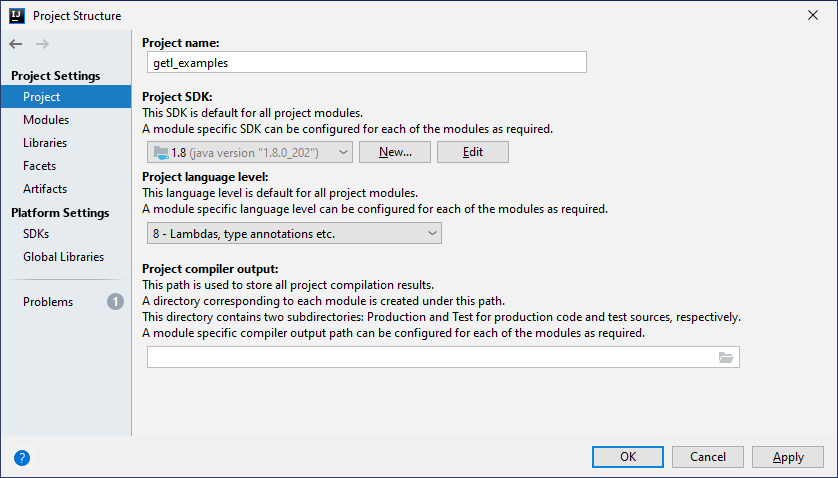 IJ
Project Structure
Project Settings
Project
Modules
Libraries
Facets
Artifacts
Platform Settings
SDKs
Global Libraries
Problems
1
?
Project name:
getl_examples
Project SDK:
This SDK is default for all project modules.
A module specific SDK can be configured for each of the modules as required.
1.8 (java version "1.8.0_202")
New...
Edit
Project language level:
This language level is default for all project modules.
A module specific language level can be configured for each of the modules as required.
8 - Lambdas, type annotations etc.
Project compiler output:
This path is used to store all project compilation results.
A directory corresponding to each module is created under this path.
This directory contains two subdirectories: Production and Test for production code and test sources, respectively.
A module specific compiler output path can be configured for each of the modules as required.
OK
Cancel
Apply